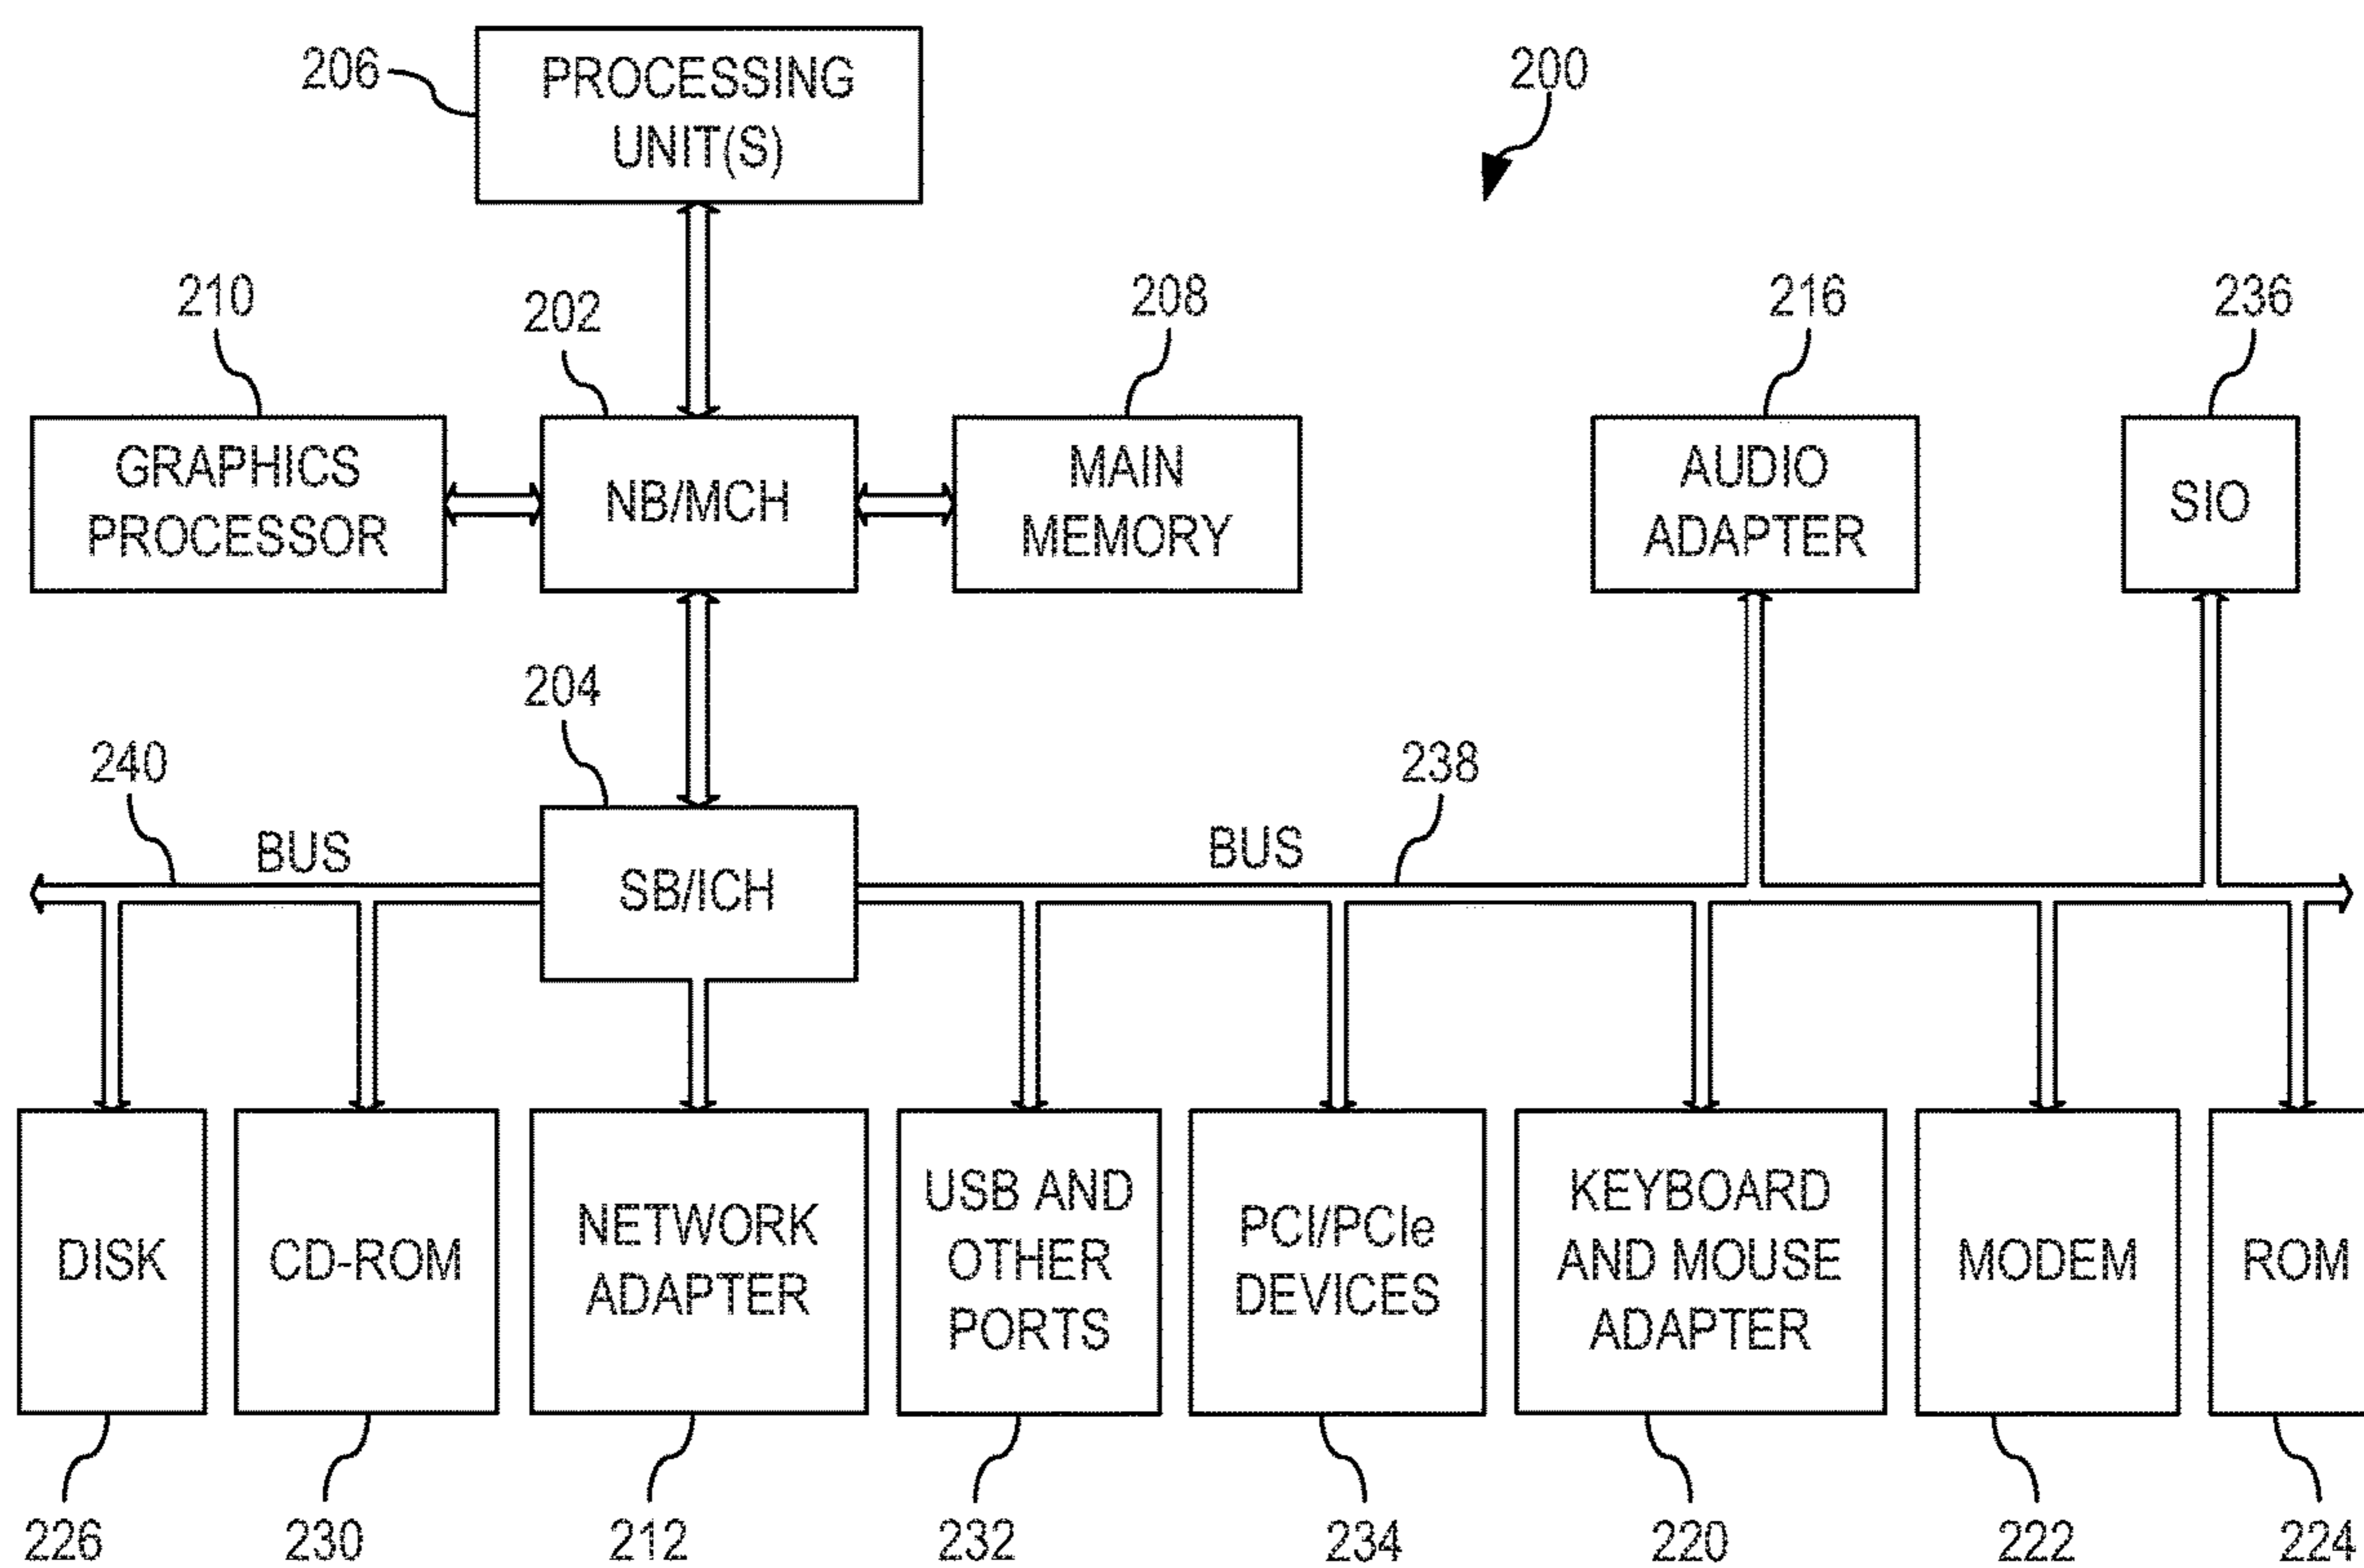 206
PROCESSING
UNIT(S)
200
210
202
208
216
236
GRAPHICS
PROCESSOR
NB/MCH
MAIN
MEMORY
AUDIO
ADAPTER
SIO
204
240
BUS
238
BUS
SB/ICH
DISK
CD-ROM
NETWORK
ADAPTER
USB AND
OTHER
PORTS
PCI/PCIe
DEVICES
KEYBOARD
AND MOUSE
ADAPTER
MODEM
ROM
226
230
212
232
234
220
222
224